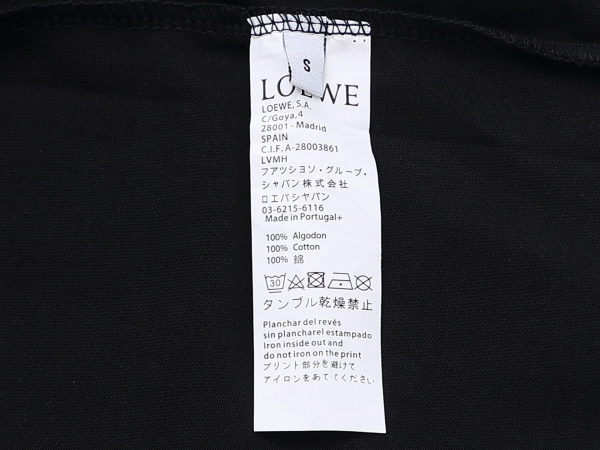 S
LOEWE
LOEWE, S.A.
C/Goya,4
28001 - Madrid
SPAIN
C.I.F. A-28003861
LVMH
フアツシヨン・グループ・
シャパン株式会社
ロエバシヤパン
03-6215-6116
Made in Portugal+
100% Algodon
100% Cotton
100% 綿
30
タンブル乾燥禁止
Planchar del revés
sin plancharel estampado
Iron inside out and
do not iron on the print
プリント部分を避けて
アイロンをあててください